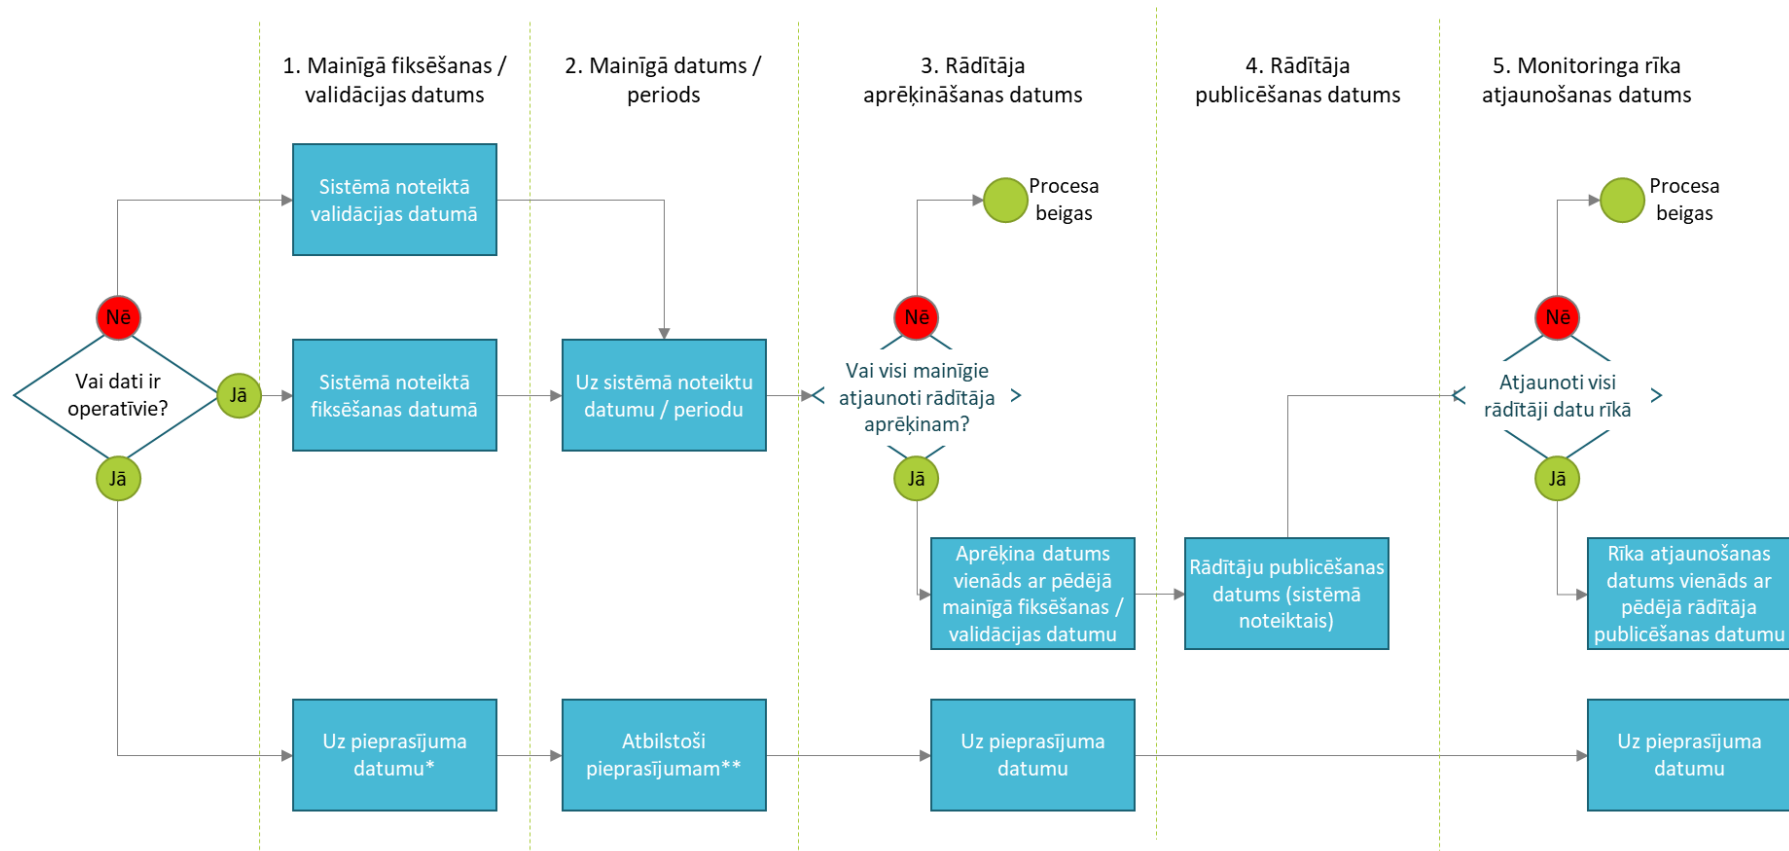 1. Mainīgā fiksēšanas /
validācijas datums
2. Mainīgā datums /
periods
3. Rādītāja
aprēķināšanas datums
4. Rādītāja
publicēšanas datums
5. Monitoringa rīka
atjaunošanas datums
Sistēmā noteiktā
validācijas datumā
Procesa
beigas
Procesa
beigas
Nē
Nē
Nē
Vai dati ir
operatīvie?
Jā
Sistēmā noteiktā
fiksēšanas datumā
Uz sistēmā noteiktu
datumu / periodu
Vai visi mainīgie
atjaunoti rādītāja
aprēķinam?
Atjaunoti visi
rādītāji datu rīkā
Jā
Jā
Jā
Aprēķina datums
vienāds ar pēdējā
mainīgā fiksēšanas /
validācijas datumu
Rādītāju publicēšanas
datums (sistēmā
noteiktais)
Rīka atjaunošanas
datums vienāds ar
pēdējā rādītāja
publicēšanas datumu
Uz pieprasījuma
datumu*
Atbilstoši
pieprasījumam**
Uz pieprasījuma
datumu
Uz pieprasījuma
datumu